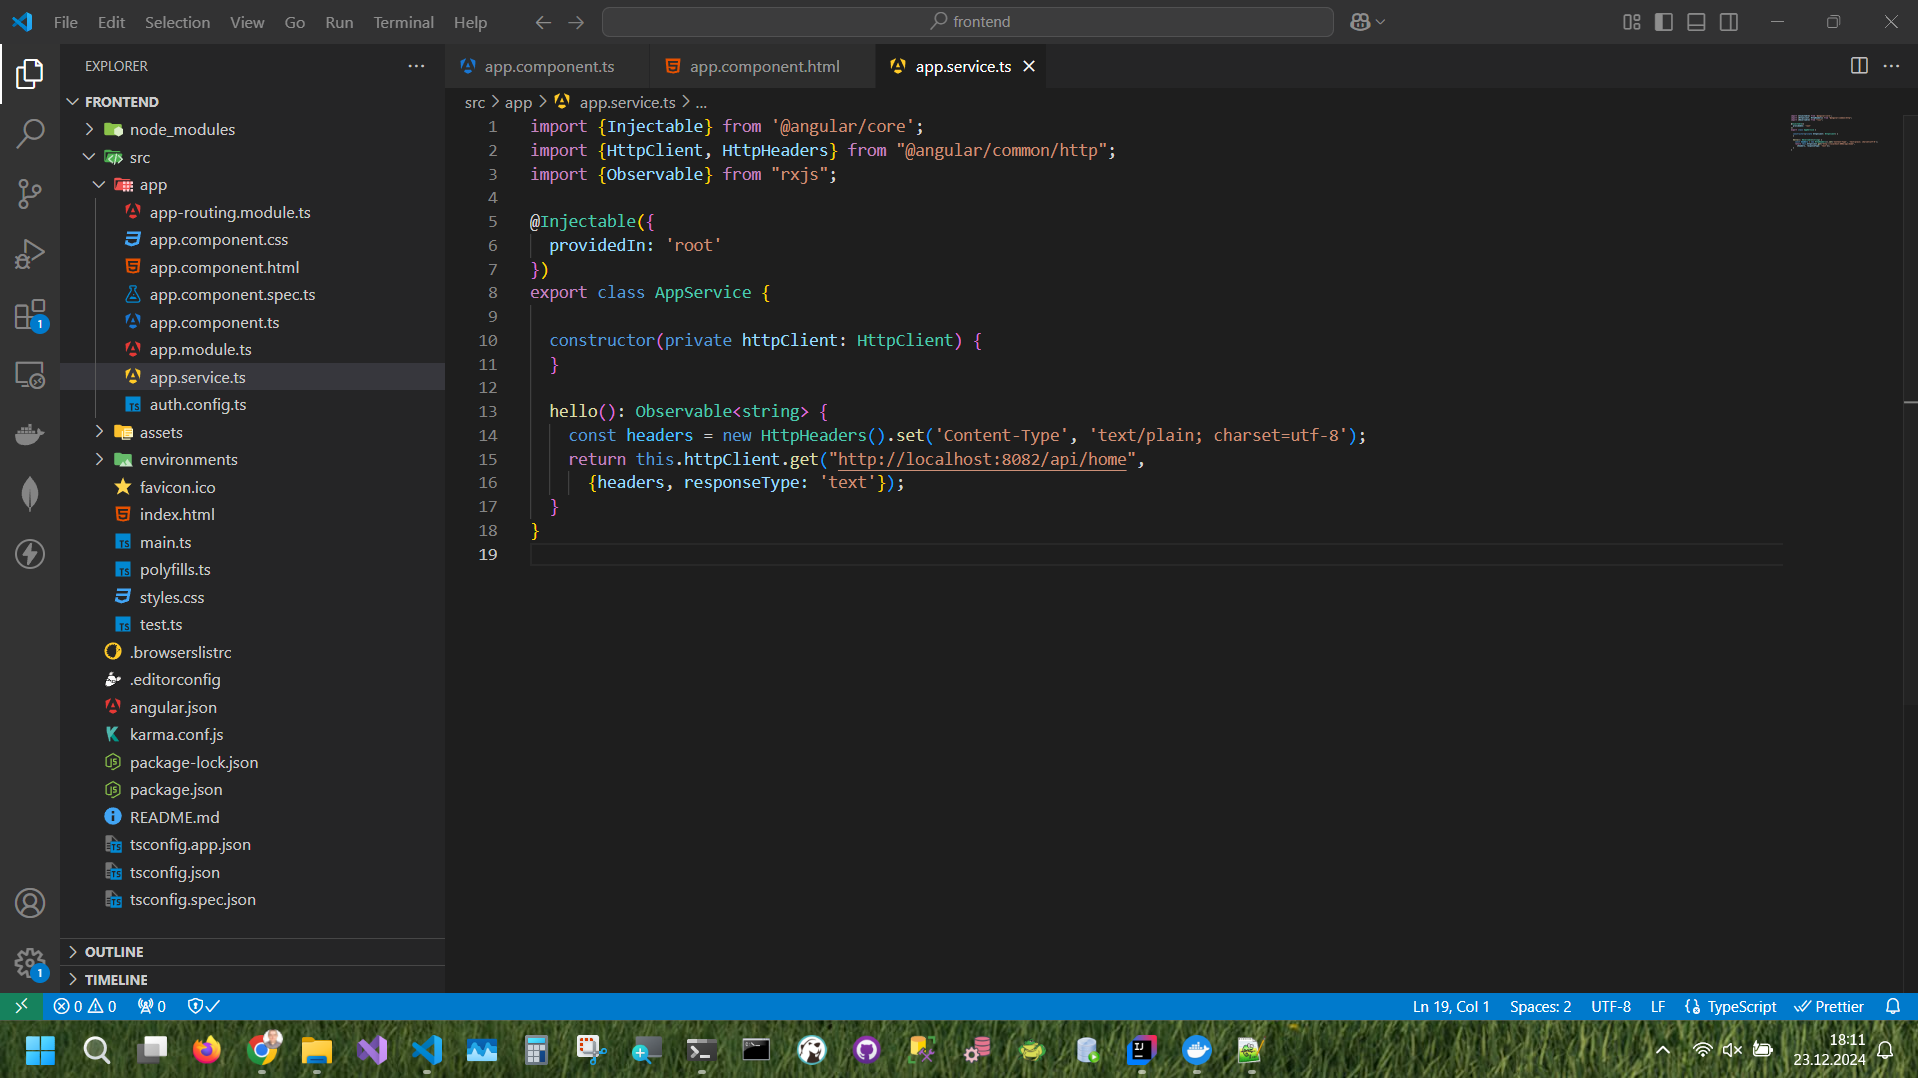 File Edit Selection View Go Run Terminal Help
frontend
EXPLORER
FRONTEND
node_modules
src
app
app-routing.module.ts
app.component.css
app.component.html
app.component.spec.ts
app.component.ts
app.module.ts
app.service.ts
auth.config.ts
assets
environments
favicon.ico
index.html
main.ts
polyfills.ts
styles.css
test.ts
.browserslistrc
.editorconfig
angular.json
karma.conf.js
package-lock.json
package.json
README.md
tsconfig.app.json
tsconfig.json
tsconfig.spec.json
OUTLINE
TIMELINE
1
1
app.component.ts app.component.html app.service.ts
src > app > app.service.ts > ...
1 import {Injectable} from '@angular/core';
2 import {HttpClient, HttpHeaders} from "@angular/common/http";
3 import {Observable} from "rxjs";
4
5 @Injectable({
6 providedIn: 'root'
7 })
8 export class AppService {
9
10 constructor(private httpClient: HttpClient) {
11 }
12
13 hello(): Observable<string> {
14 const headers = new HttpHeaders().set('Content-Type', 'text/plain; charset=utf-8');
15 return this.httpClient.get("http://localhost:8082/api/home",
16 {headers, responseType: 'text'});
17 }
18 }
19
0 0 0 Ln 19, Col 1 Spaces: 2 UTF-8 LF {} TypeScript Prettier
18:11
23.12.2024